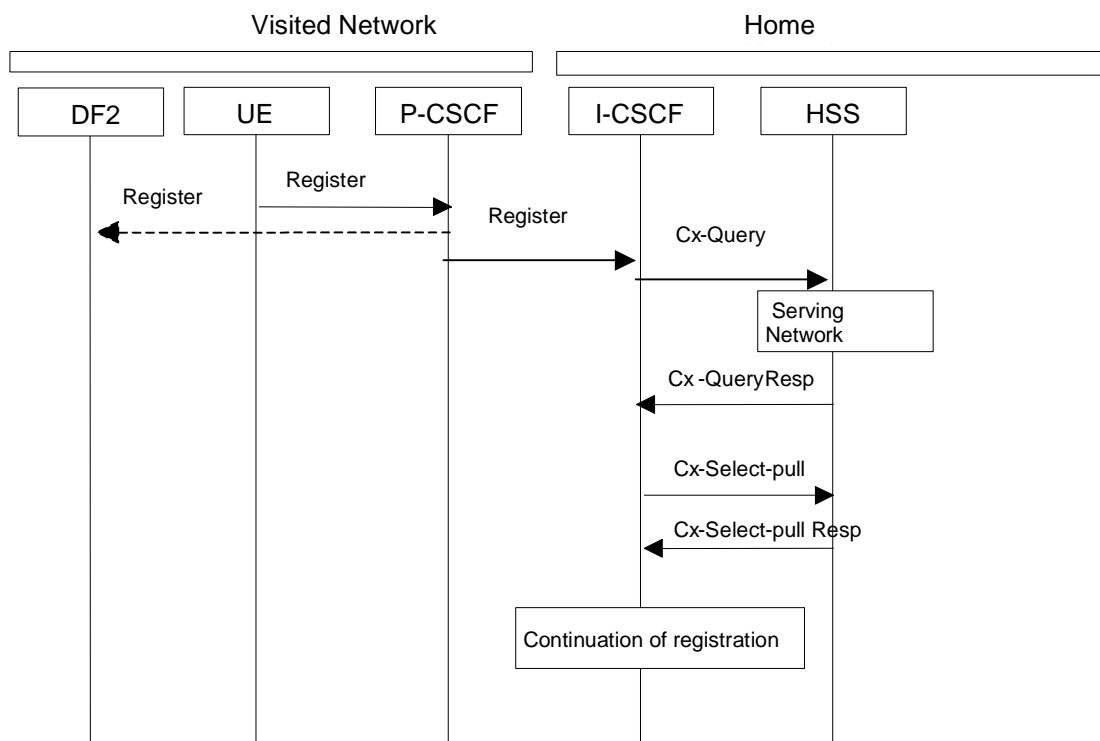 Visited Network
Home
DF2
UE
P-CSCF
I-CSCF
HSS
Register
Register
Register
Cx-Query
Serving
Network
Cx -QueryResp
Cx-Select-pull
Cx-Select-pull Resp
Continuation of registration